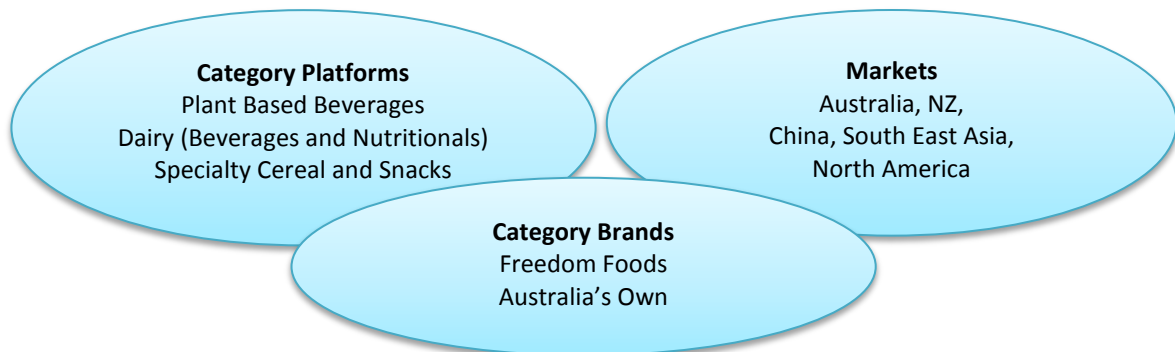 Category Platforms
Plant Based Beverages
Dairy (Beverages and Nutritionals)
Specialty Cereal and Snacks
Markets
Australia, NZ,
China, South East Asia,
North America
Category Brands
Freedom Foods
Australia’s Own